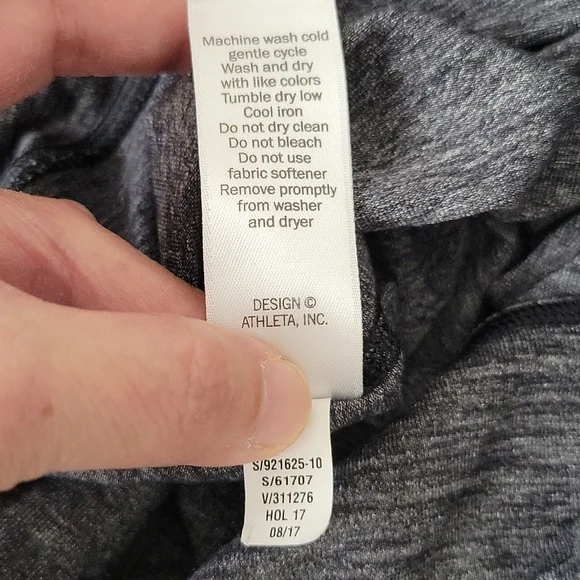 Machine wash cold
gentle cycle
Wash and dry
with like colors
Tumble dry low
Cool iron
Do not dry clean
Do not bleach
Do not use
fabric softener
Remove promptly
from washer
and dryer
DESIGN ©
ATHLETA, INC.
S/921625-10
S/61707
V/311276
HOL 17
08/17